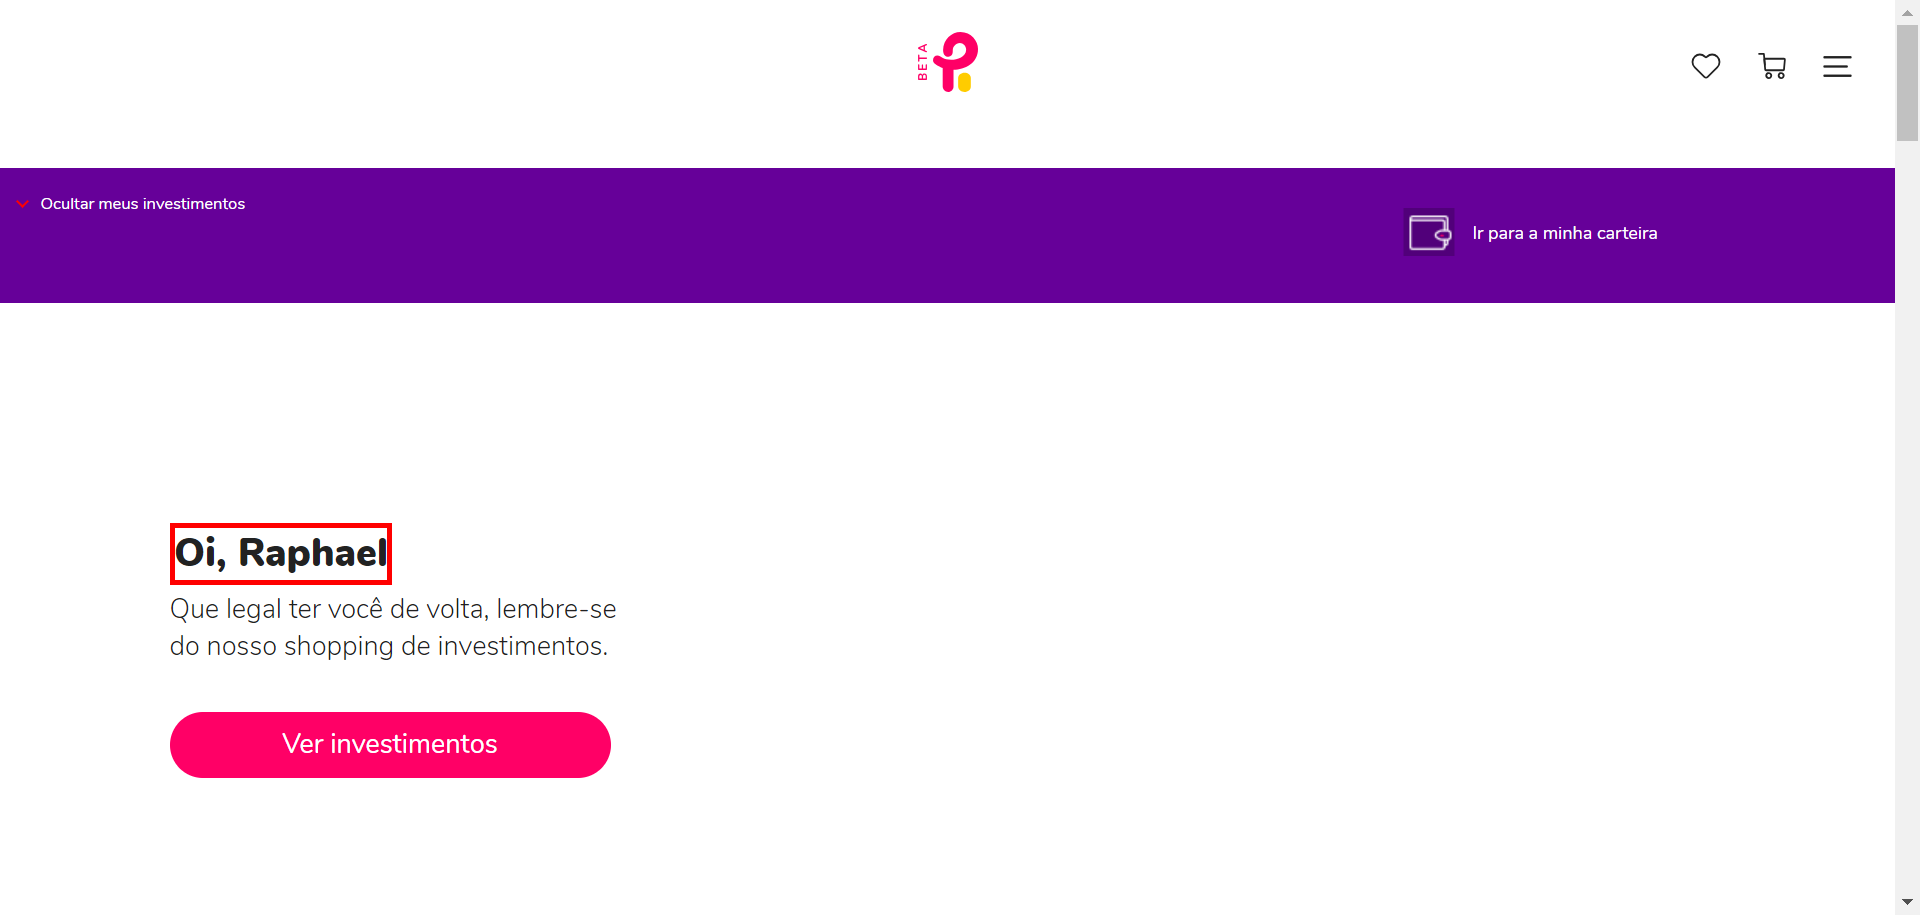 BETA
Ocultar meus investimentos
Ir para a minha carteira
Oi, Raphael
Que legal ter você de volta, lembre-se
do nosso shopping de investimentos.
Ver investimentos